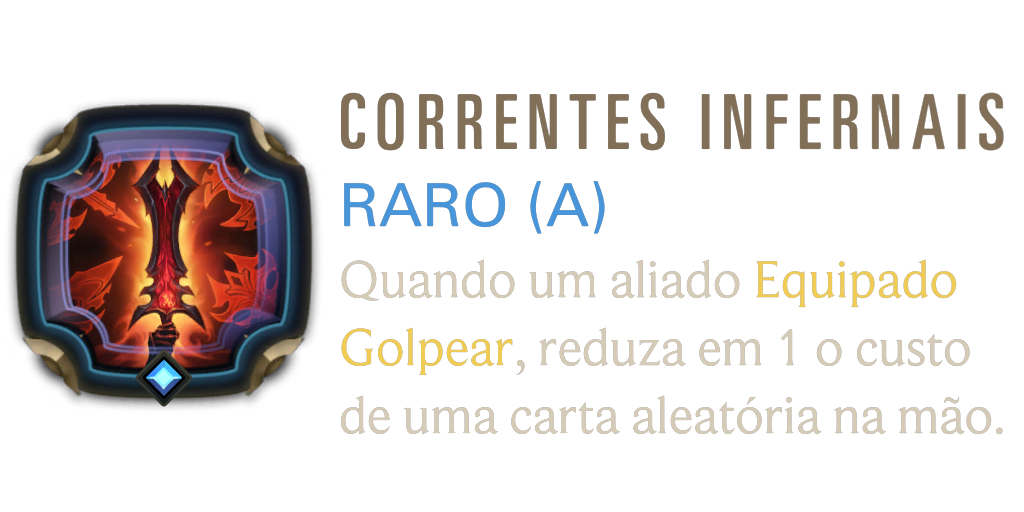 CORRENTES INFERNAIS
RARO (A)
Quando um aliado Equipado
Golpear, reduza em 1 o custo
de uma carta aleatória na mão.